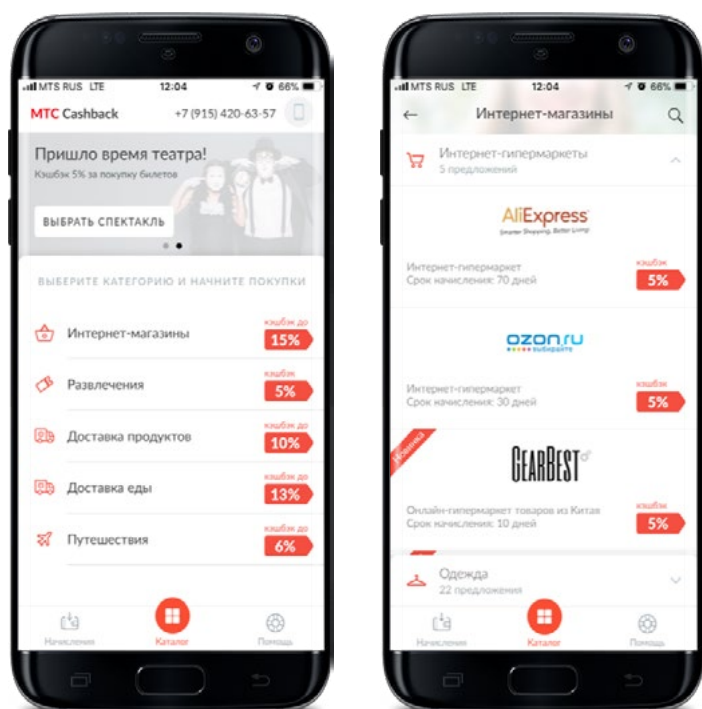 MTS RUS LTE 12:04 66%
МТС Cashback +7 (915) 420-63-57
Пришло время театра!
Кэшбэк 5% за покупку билетов
ВЫБРАТЬ СПЕКТАКЛЬ
ВЫБЕРИТЕ КАТЕГОРИЮ И НАЧНИТЕ ПОКУПКИ
Интернет-магазины
кэшбэк до
15%
Развлечения
кэшбэк до
5%
Доставка продуктов
кэшбэк до
10%
Доставка еды
кэшбэк до
13%
Путешествия
кэшбэк до
6%
Начисления Каталог Помощь
MTS RUS LTE 12:04 66%
Интернет-магазины
Интернет-гипермаркеты
5 предложений
AliExpress
Smarter Shopping, Better Living
Интернет-гипермаркет
Срок начисления: 70 дней
кэшбэк
5%
ozon.ru
выбирайте
Интернет-гипермаркет
Срок начисления: 30 дней
кэшбэк
5%
Новинка
GEARBEST
Онлайн-гипермаркет товаров из Китая
Срок начисления: 10 дней
кэшбэк
5%
Одежда
22 предложения
Начисления Каталог Помощь